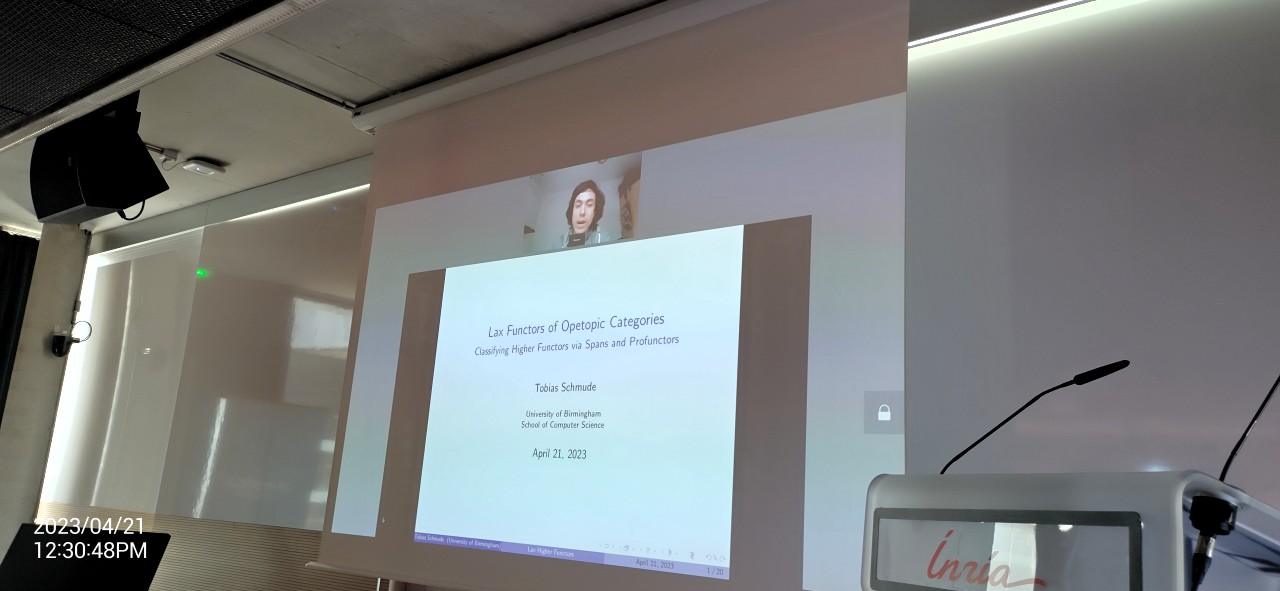 Lax Functors of Opetopic Categories
Classifying Higher Functors via Spans and Profunctors
Tobias Schmude
University of Birmingham
School of Computer Science
April 21, 2023
Tobias Schmude (University of Birmingham)
Lax Higher Functors
April 21, 2023
1 / 20
inria
2023/04/21
12:30:48PM